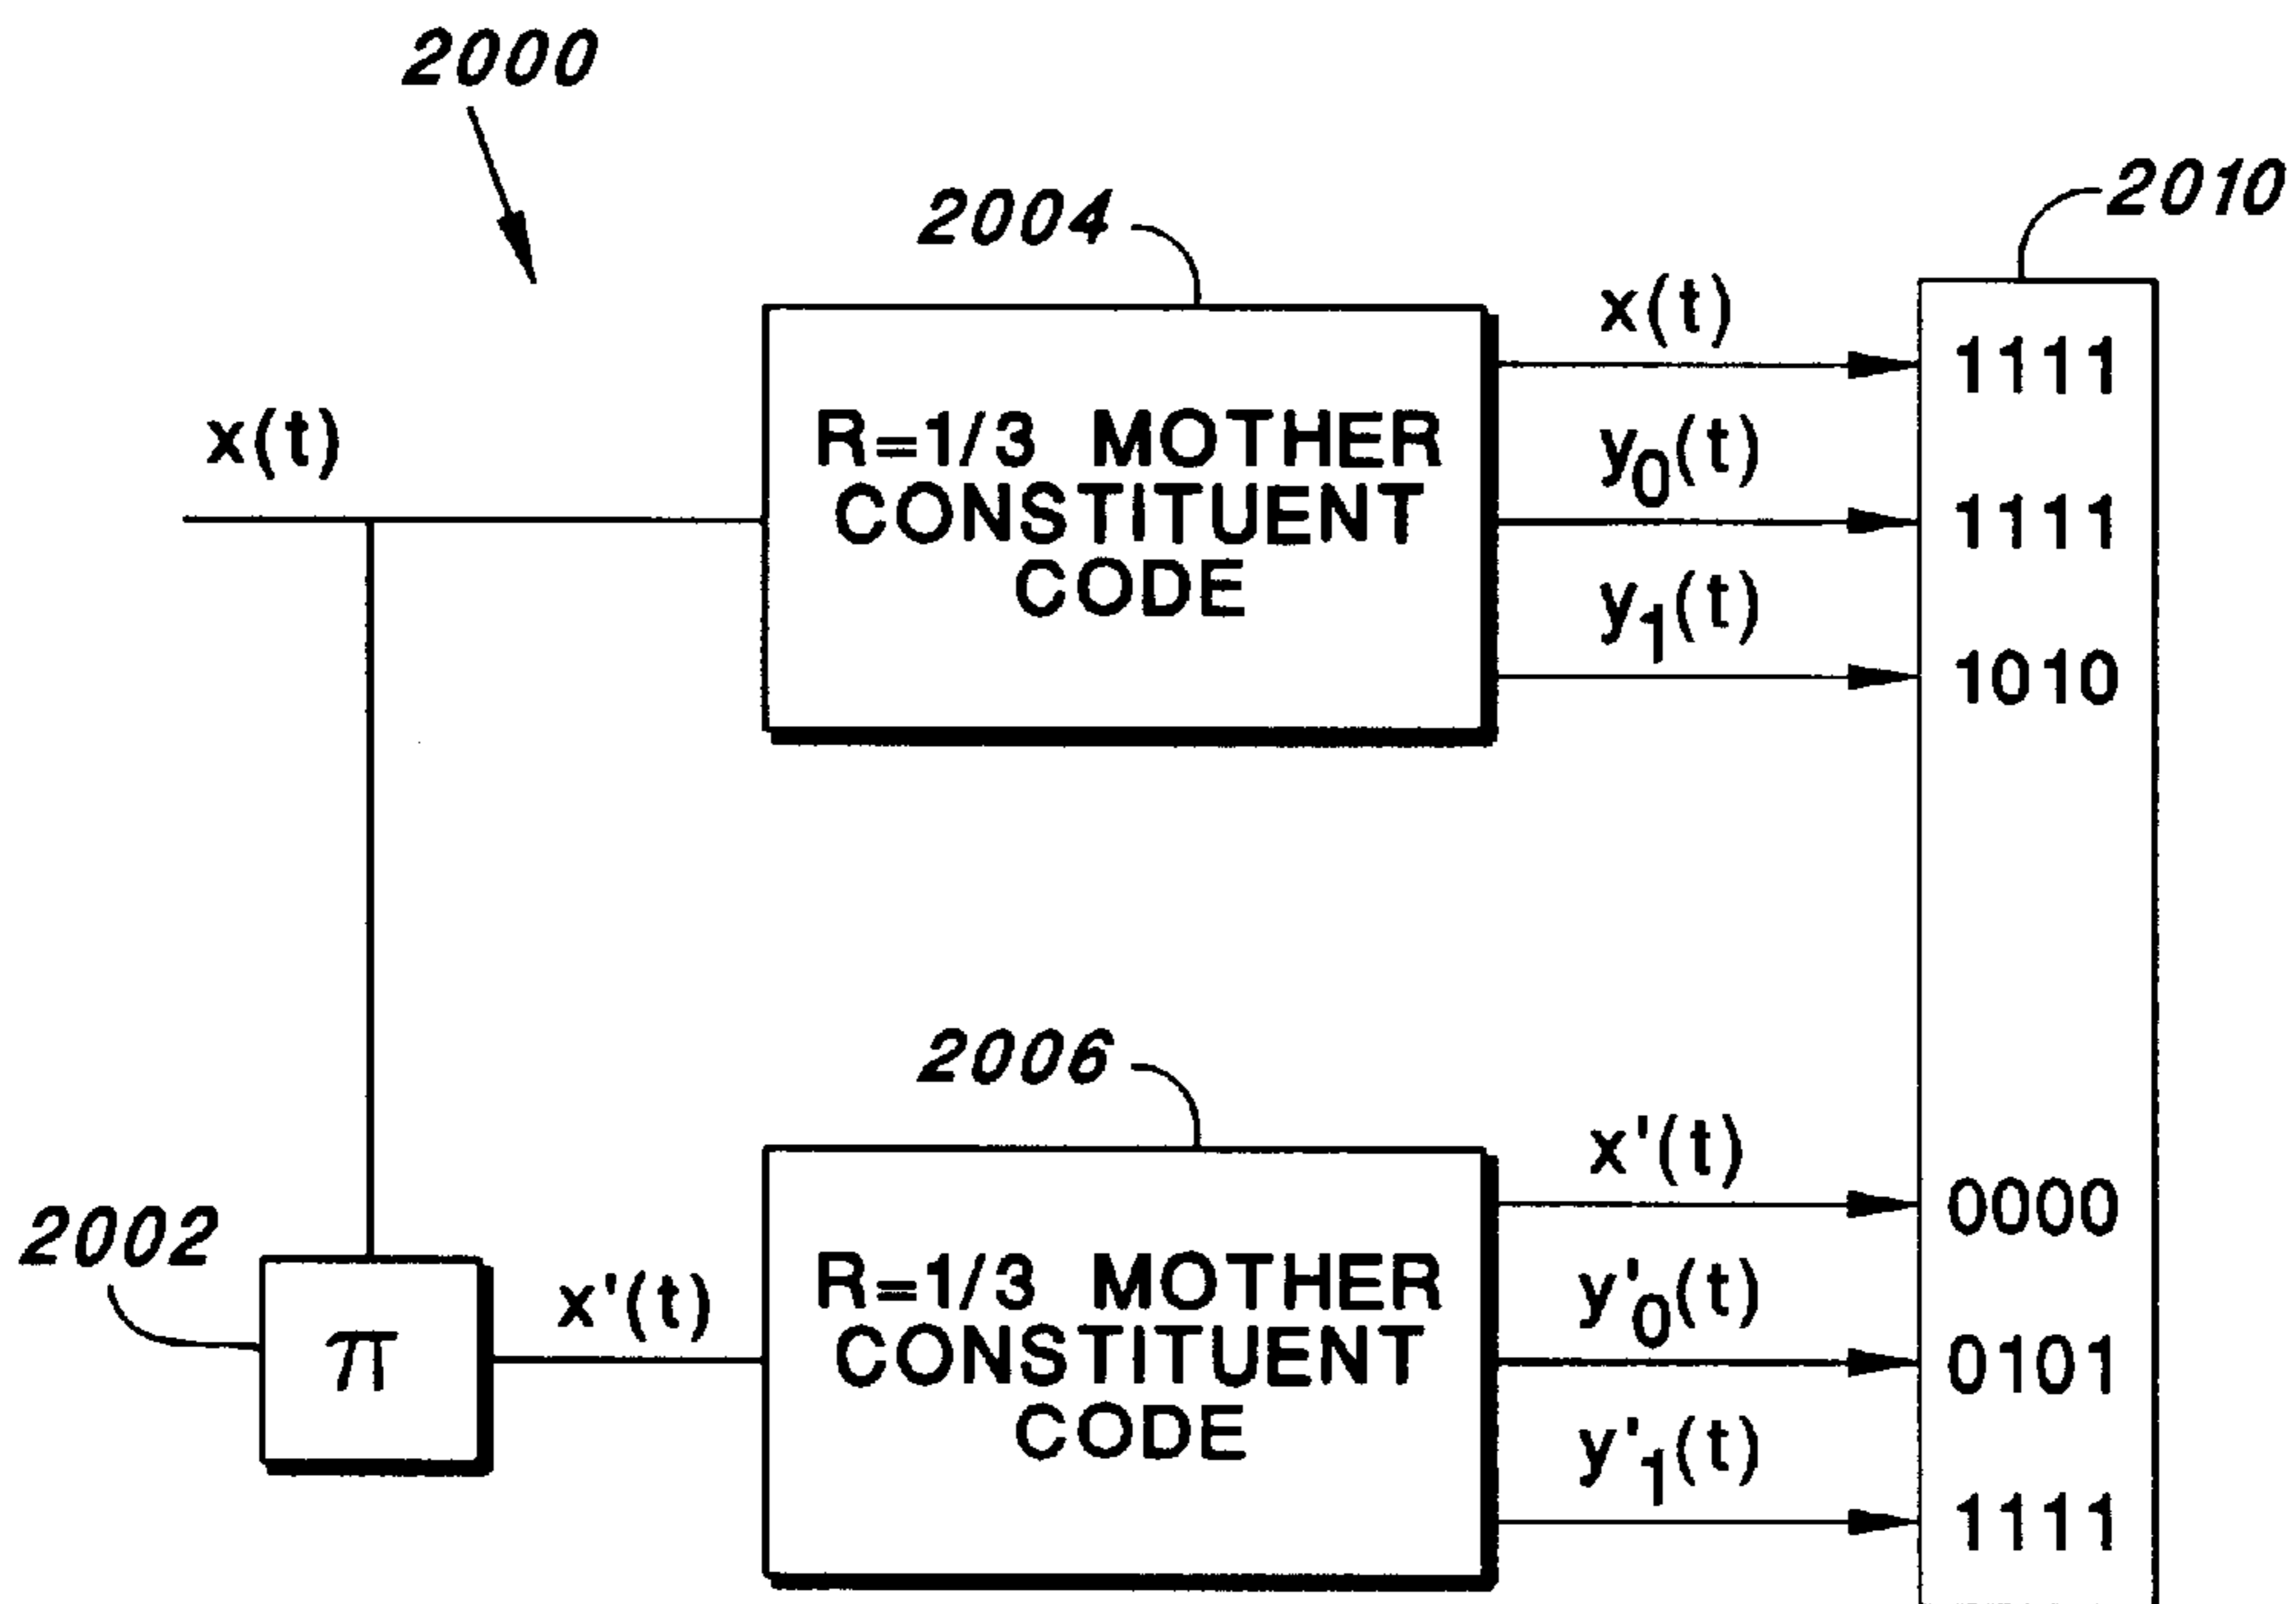 2000
2010
2004
x(t)
1111
x(t)
R=1/3 MOTHER
CONSTITUENT
CODE
y0(t)
1111
y1(t)
1010
2006
x'(t)
0000
2002
π
x'(t)
R=1/3 MOTHER
CONSTITUENT
CODE
y'0(t)
0101
y'1(t)
1111